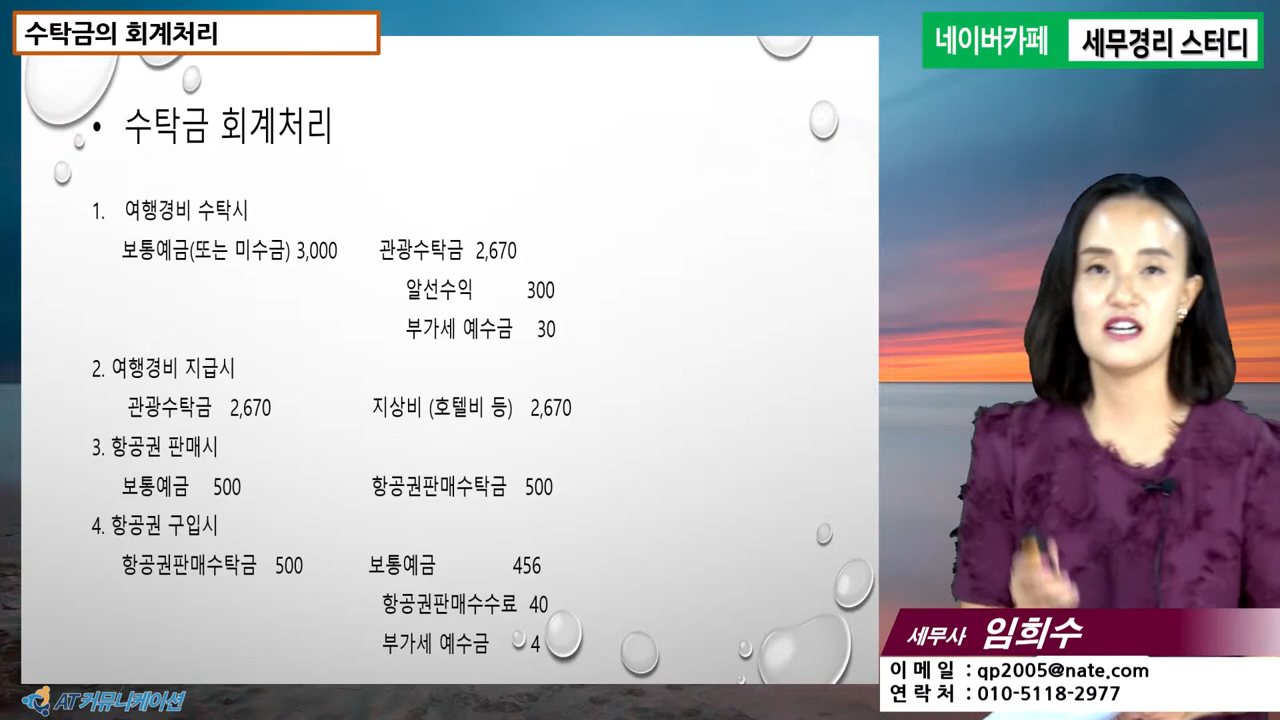 수탁금의 회계처리
네이버카페 세무경리 스터디
• 수탁금 회계처리
1. 여행경비 수탁시
보통예금(또는 미수금) 3,000 관광수탁금 2,670
알선수익 300
부가세 예수금 30
2. 여행경비 지급시
관광수탁금 2,670 지상비 (호텔비 등) 2,670
3. 항공권 판매시
보통예금 500 항공권판매수탁금 500
4. 항공권 구입시
항공권판매수탁금 500 보통예금 456
항공권판매수수료 40
부가세 예수금 4
세무사 임희수
이 메 일 : qp2005@nate.com
연 락 처 : 010-5118-2977
AT커뮤니케이션